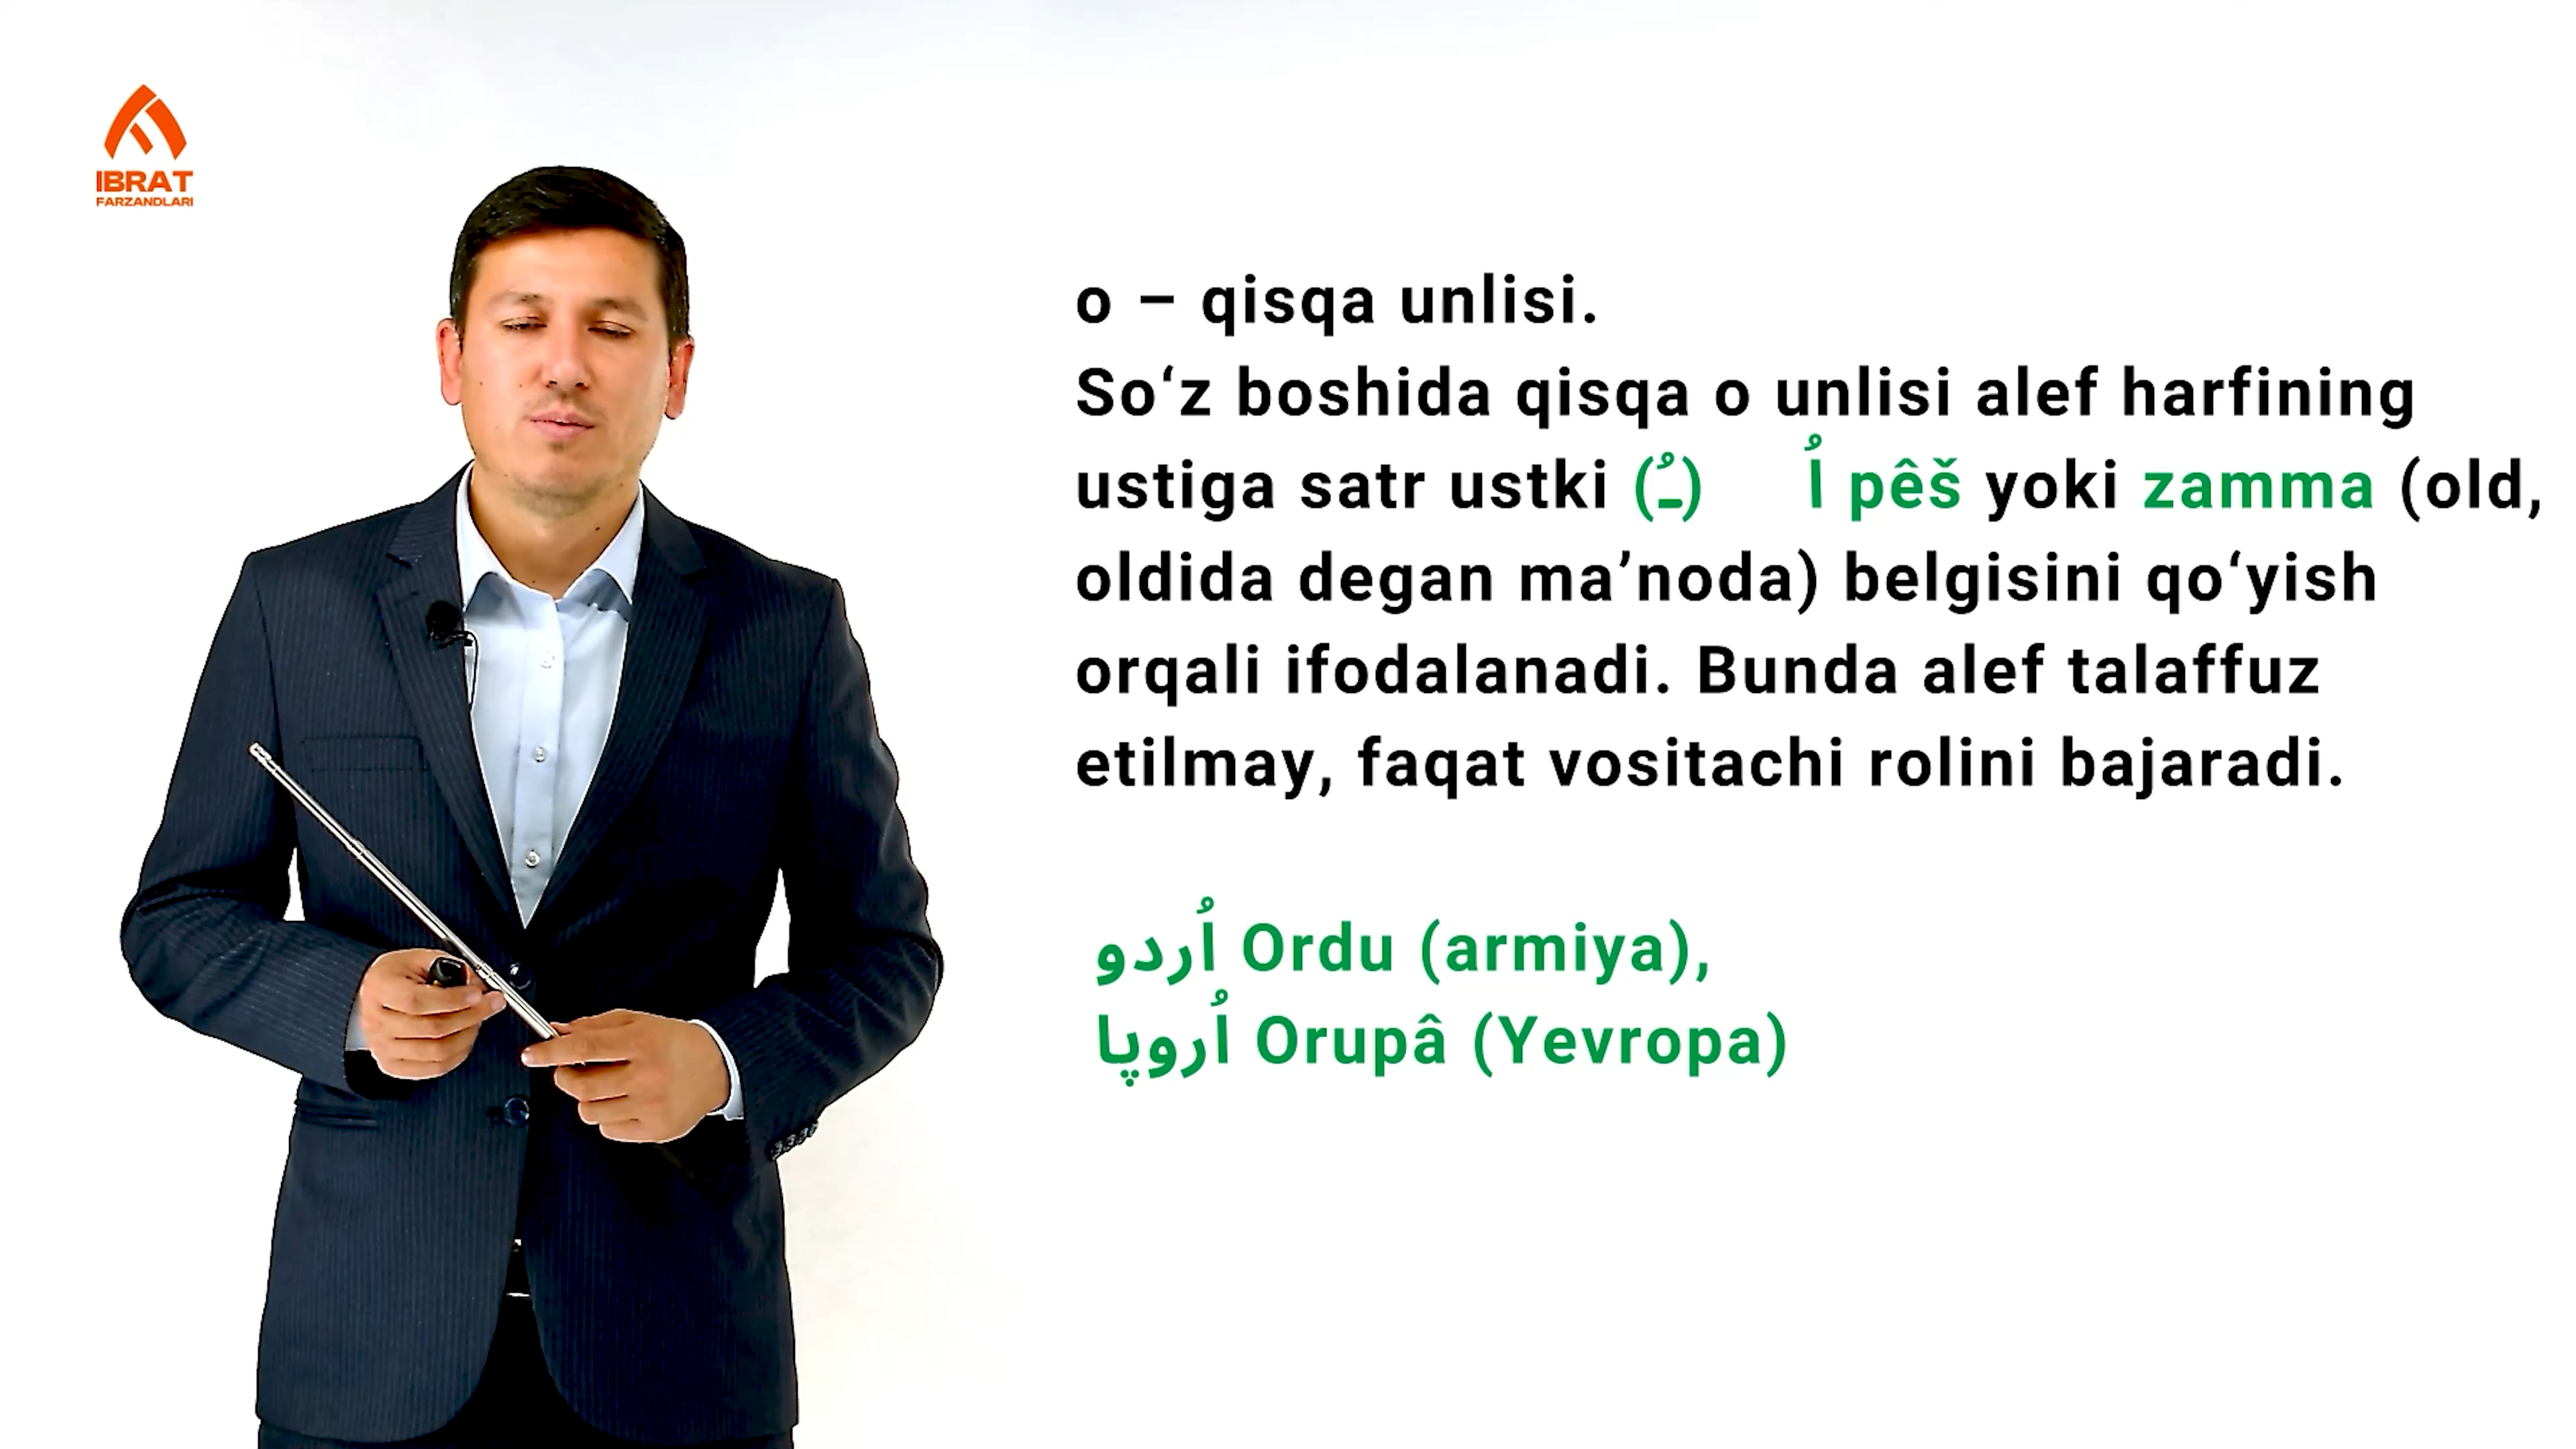 IBRAT
FARZANDLARI
o – qisqa unlisi.
So‘z boshida qisqa o unlisi alef harfining
ustiga satr ustki (ـُ) اُ pêš yoki zamma (old,
oldida degan ma’noda) belgisini qo‘yish
orqali ifodalanadi. Bunda alef talaffuz
etilmay, faqat vositachi rolini bajaradi.
اُردو Ordu (armiya),
اُروپا Orupâ (Yevropa)